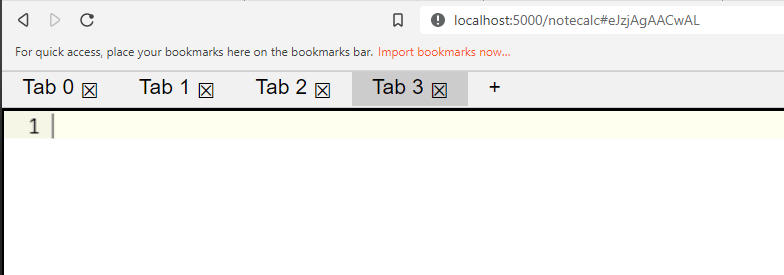 localhost:5000/notecalc#eJzjAgAACwAL
For quick access, place your bookmarks here on the bookmarks bar. Import bookmarks now...
Tab 0 ☒ Tab 1 ☒ Tab 2 ☒ Tab 3 ☒ +
1